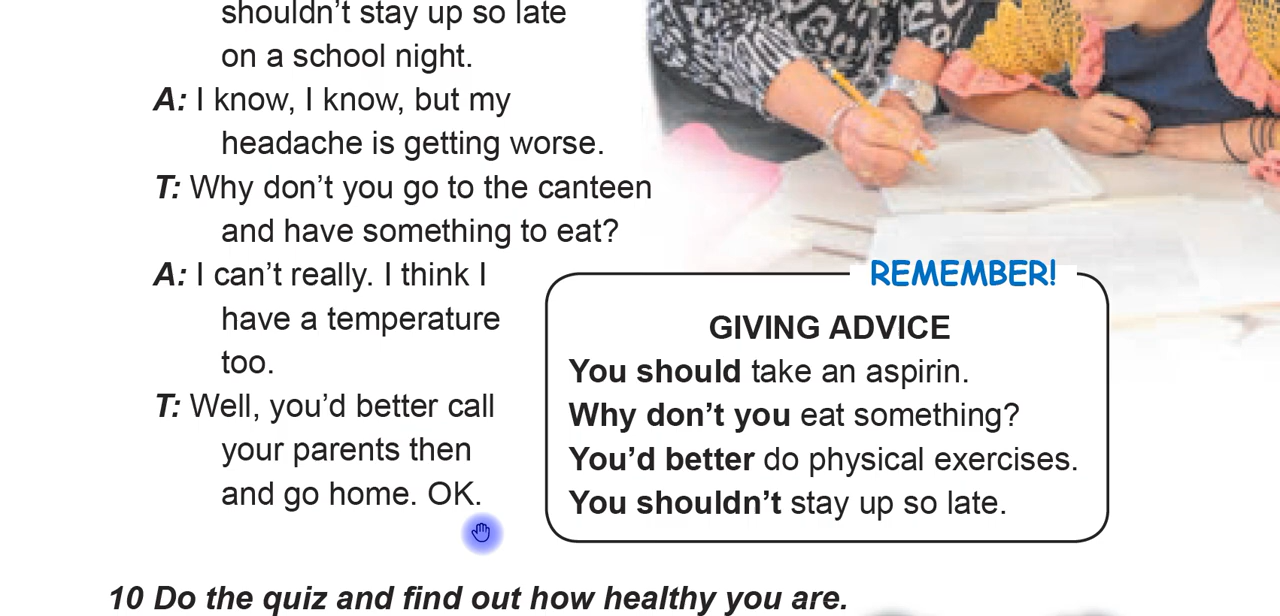 shouldn't stay up so late
on a school night.
A: I know, I know, but my
headache is getting worse.
T: Why don't you go to the canteen
and have something to eat?
A: I can't really. I think I
have a temperature
too.
T: Well, you'd better call
your parents then
and go home. OK.
REMEMBER!
GIVING ADVICE
You should take an aspirin.
Why don't you eat something?
You'd better do physical exercises.
You shouldn't stay up so late.
10 Do the quiz and find out how healthy you are.